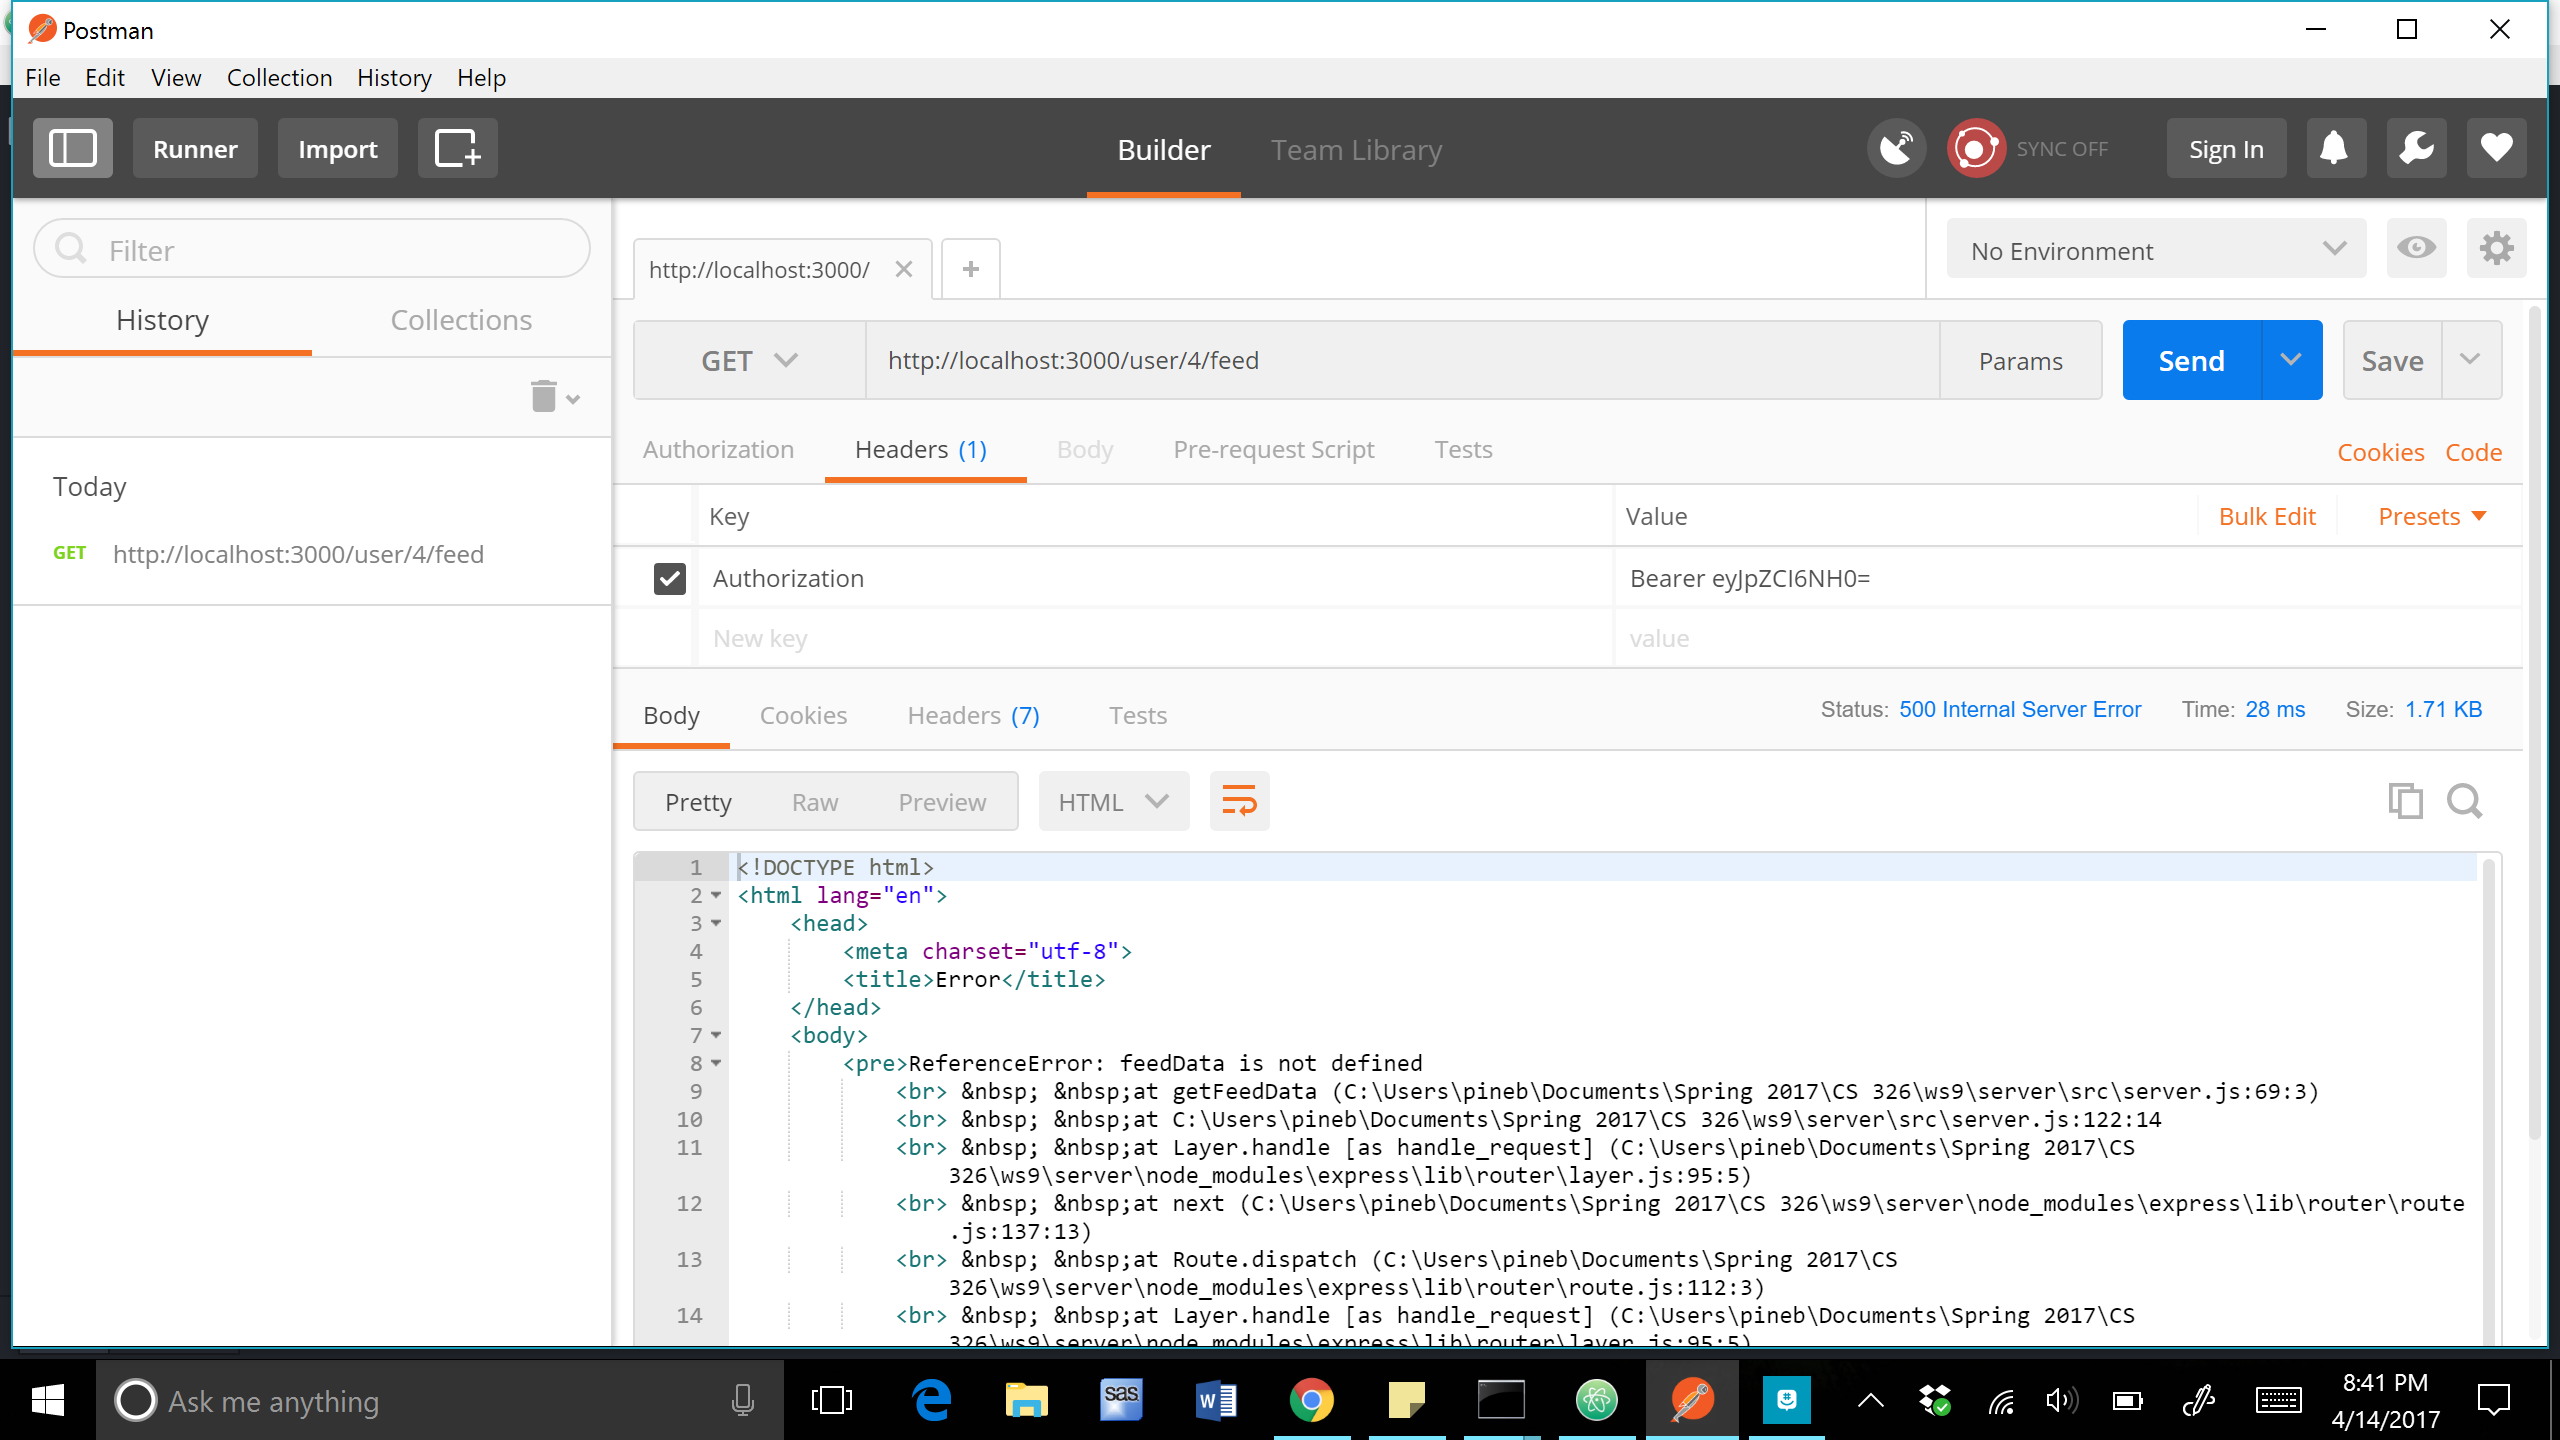 Postman
File Edit View Collection History Help
Runner Import Builder Team Library SYNC OFF Sign In
Filter
History Collections
Today
GET http://localhost:3000/user/4/feed
http://localhost:3000/
No Environment
GET http://localhost:3000/user/4/feed Params Send Save
Authorization Headers (1) Body Pre-request Script Tests Cookies Code
Key Value Bulk Edit Presets
Authorization Bearer eyJpZCI6NH0=
New key value
Body Cookies Headers (7) Tests Status: 500 Internal Server Error Time: 28 ms Size: 1.71 KB
Pretty Raw Preview HTML
1 <!DOCTYPE html>
2 <html lang="en">
3 <head>
4 <meta charset="utf-8">
5 <title>Error</title>
6 </head>
7 <body>
8 <pre>ReferenceError: feedData is not defined
9 <br> &nbsp; &nbsp;at getFeedData (C:\Users\pineb\Documents\Spring 2017\CS 326\ws9\server\src\server.js:69:3)
10 <br> &nbsp; &nbsp;at C:\Users\pineb\Documents\Spring 2017\CS 326\ws9\server\src\server.js:122:14
11 <br> &nbsp; &nbsp;at Layer.handle [as handle_request] (C:\Users\pineb\Documents\Spring 2017\CS
326\ws9\server\node_modules\express\lib\router\layer.js:95:5)
12 <br> &nbsp; &nbsp;at next (C:\Users\pineb\Documents\Spring 2017\CS 326\ws9\server\node_modules\express\lib\router\route
.js:137:13)
13 <br> &nbsp; &nbsp;at Route.dispatch (C:\Users\pineb\Documents\Spring 2017\CS
326\ws9\server\node_modules\express\lib\router\route.js:112:3)
14 <br> &nbsp; &nbsp;at Layer.handle [as handle_request] (C:\Users\pineb\Documents\Spring 2017\CS
326\ws9\server\node_modules\express\lib\router\layer.js:95:5)
Ask me anything
sas
8:41 PM
4/14/2017